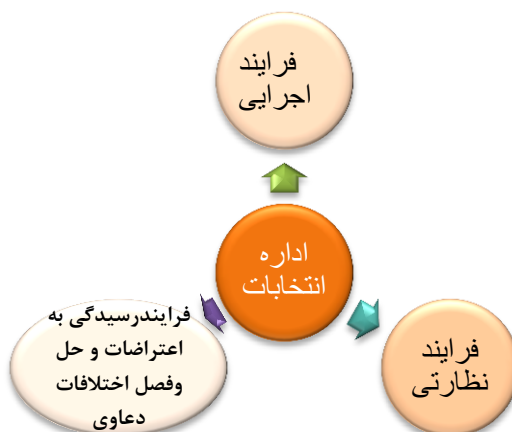 فرایند
اجرایی
اداره
انتخابات
فرایند
نظارتی
فرایندرسیدگی به
اعتراضات و حل
وفصل اختلافات
دعاوی